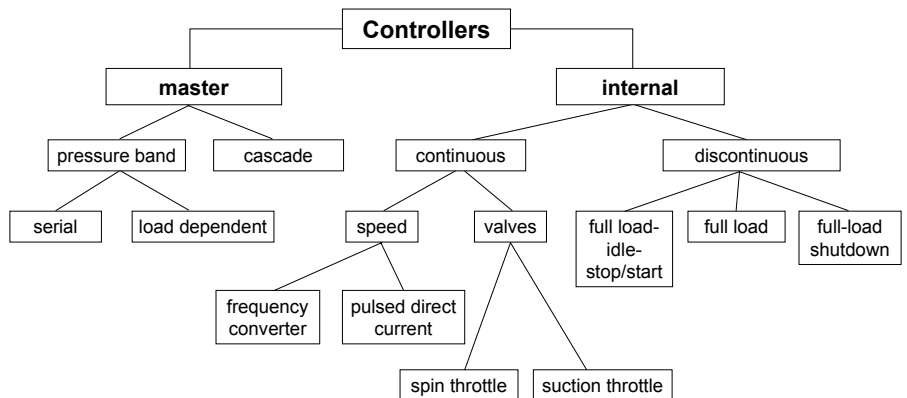 Controllers
master
internal
pressure band
cascade
continuous
discontinuous
serial
load dependent
speed
valves
full load-
idle-
stop/start
full load
full-load
shutdown
frequency
converter
pulsed direct
current
spin throttle
suction throttle